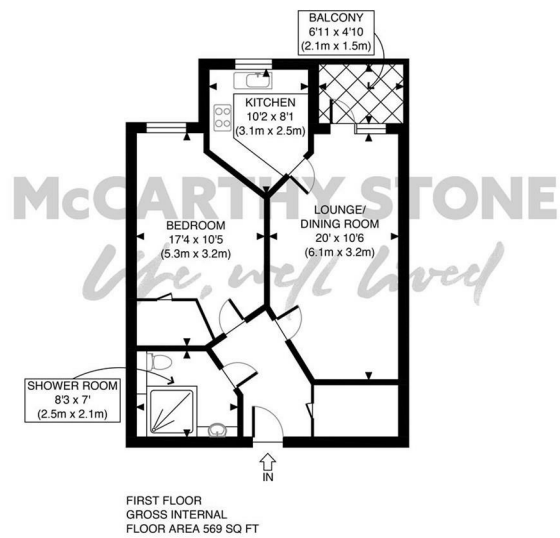 BALCONY
6'11 x 4'10
(2.1m x 1.5m)
KITCHEN
10'2 x 8'1
(3.1m x 2.5m)
McCARTHY STONE
life, well lived
BEDROOM
17'4 x 10'5
(5.3m x 3.2m)
LOUNGE/
DINING ROOM
20' x 10'6
(6.1m x 3.2m)
SHOWER ROOM
8'3 x 7'
(2.5m x 2.1m)
IN
FIRST FLOOR
GROSS INTERNAL
FLOOR AREA 569 SQ FT